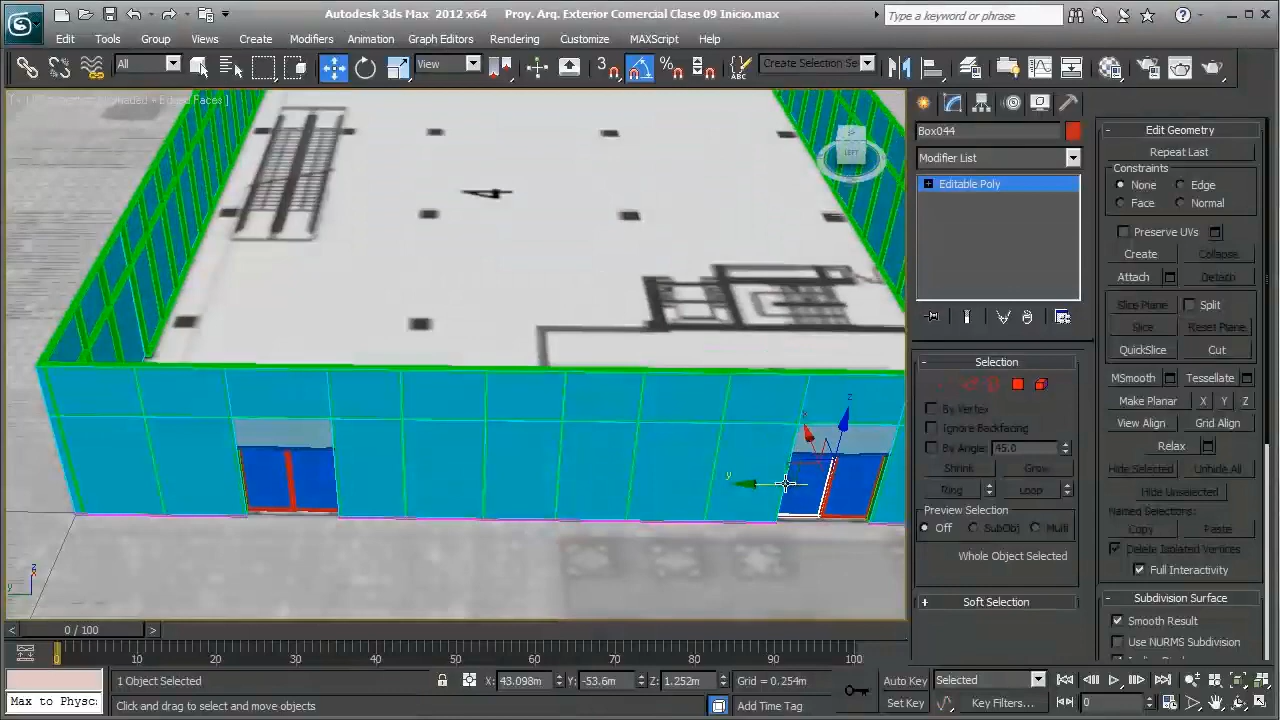 Autodesk 3ds Max 2012 x64 Proy. Arq. Exterior Comercial Clase 09 Inicio.max
Type a keyword or phrase
Edit Tools Group Views Create Modifiers Animation Graph Editors Rendering Customize MAXScript Help
All View Create Selection Se
LEFT
Box044
Modifier List
Editable Poly
Edit Geometry
Repeat Last
Constraints
None Edge
Face Normal
Preserve UVs
Create Collapse
Attach Detach
Slice Plane Split
Slice Reset Plane
QuickSlice Cut
MSmooth Tessellate
Make Planar X Y Z
View Align Grid Align
Relax
Hide Selected Unhide All
Hide Unselected
Named Selections:
Copy Paste
Delete Isolated Vertices
Full Interactivity
Subdivision Surface
Smooth Result
Use NURMS Subdivision
Selection
By Vertex
Ignore Backfacing
By Angle: 45.0
Shrink Grow
Ring Loop
Preview Selection
Off SubObj Multi
Whole Object Selected
Soft Selection
x y z
0 / 100
0 10 20 30 40 50 60 70 80 90 100
1 Object Selected X: 43.098m Y: -53.6m Z: 1.252m Grid = 0.254m Auto Key Selected
Max to Physc: Click and drag to select and move objects Add Time Tag Set Key Key Filters... 0